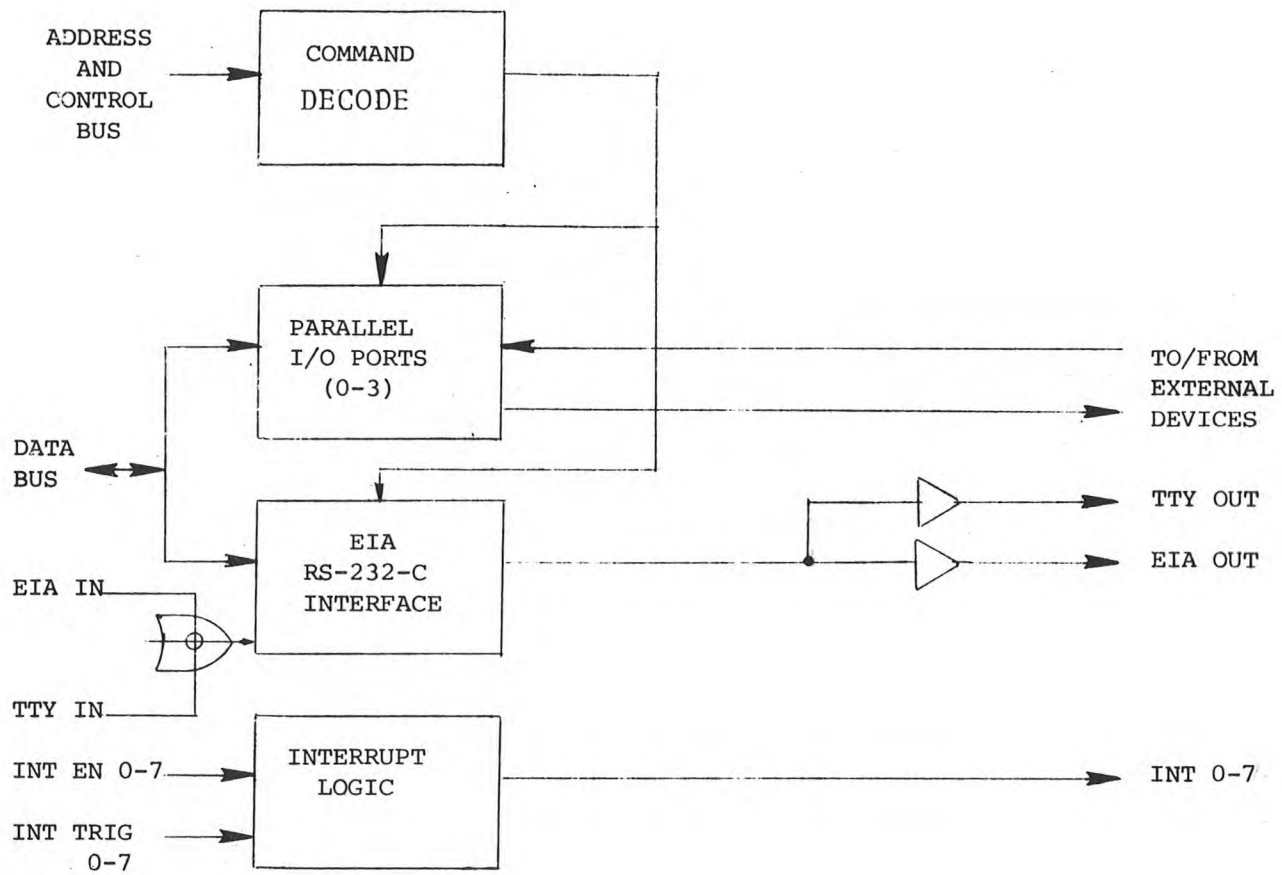 ADDRESS
AND
CONTROL
BUS
COMMAND
DECODE
PARALLEL
I/O PORTS
(0-3)
TO/FROM
EXTERNAL
DEVICES
DATA
BUS
TTY OUT
EIA
RS-232-C
INTERFACE
EIA OUT
EIA IN
TTY IN
INT EN 0-7
INTERRUPT
LOGIC
INT 0-7
INT TRIG
0-7